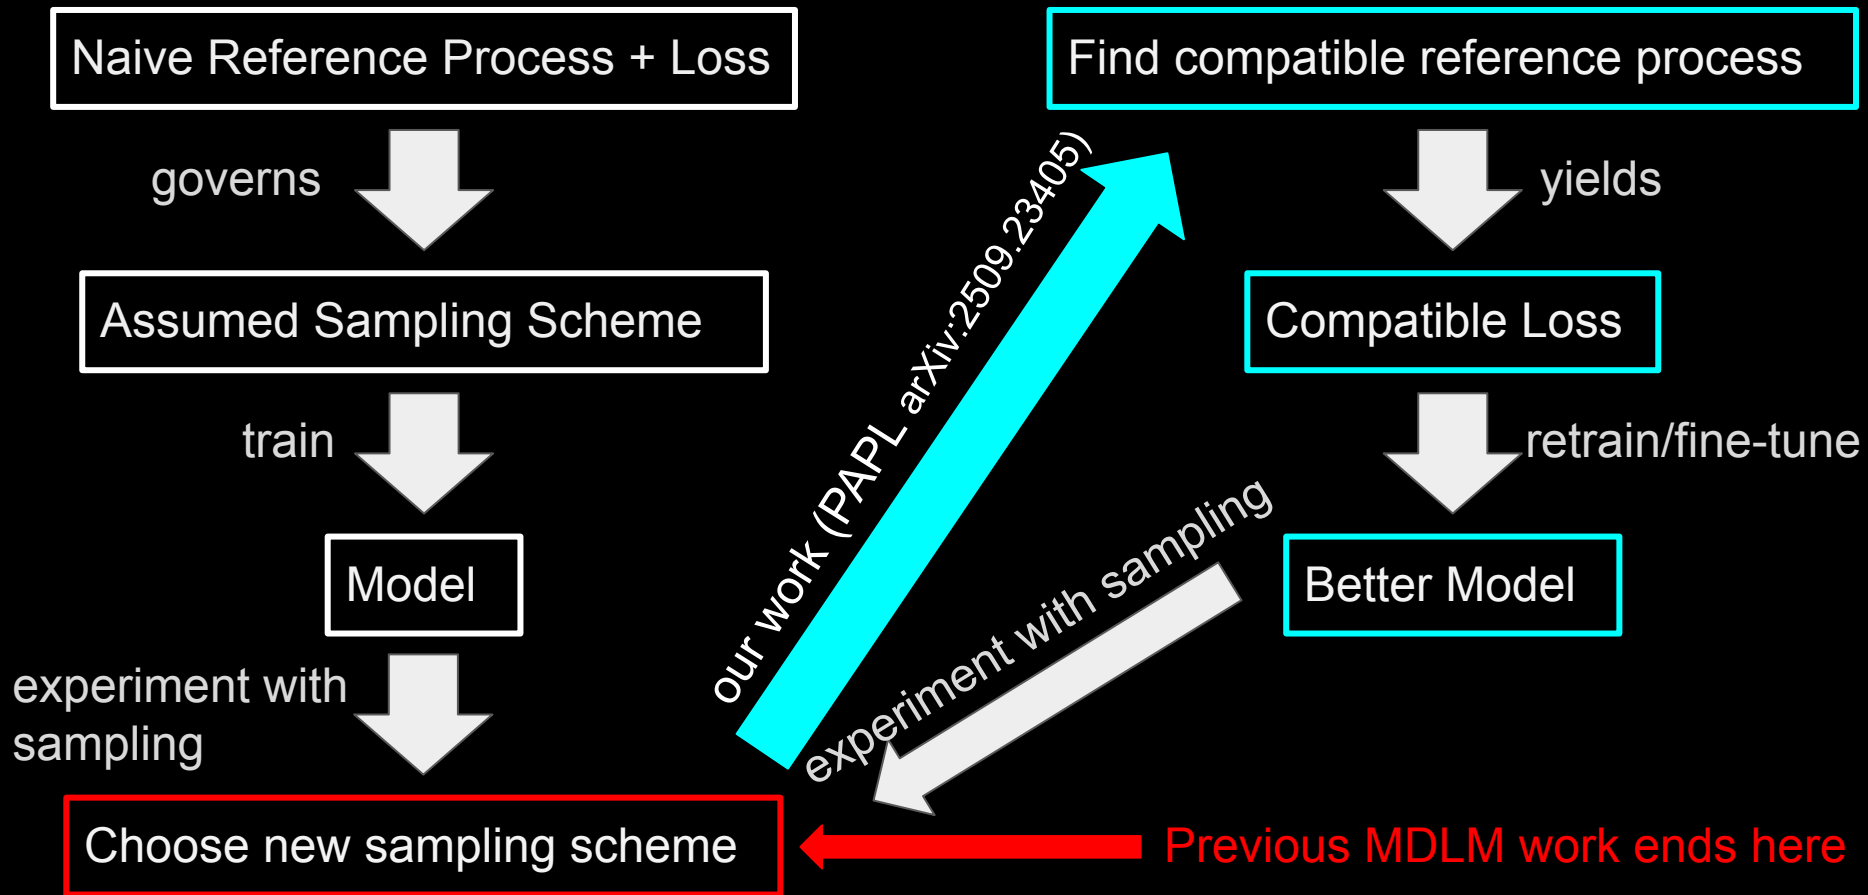 Naive Reference Process + Loss
governs
Assumed Sampling Scheme
train
Model
experiment with
sampling
Choose new sampling scheme
our work (PAPL arXiv:2509.23405)
Find compatible reference process
yields
Compatible Loss
retrain/fine-tune
Better Model
experiment with sampling
Previous MDLM work ends here